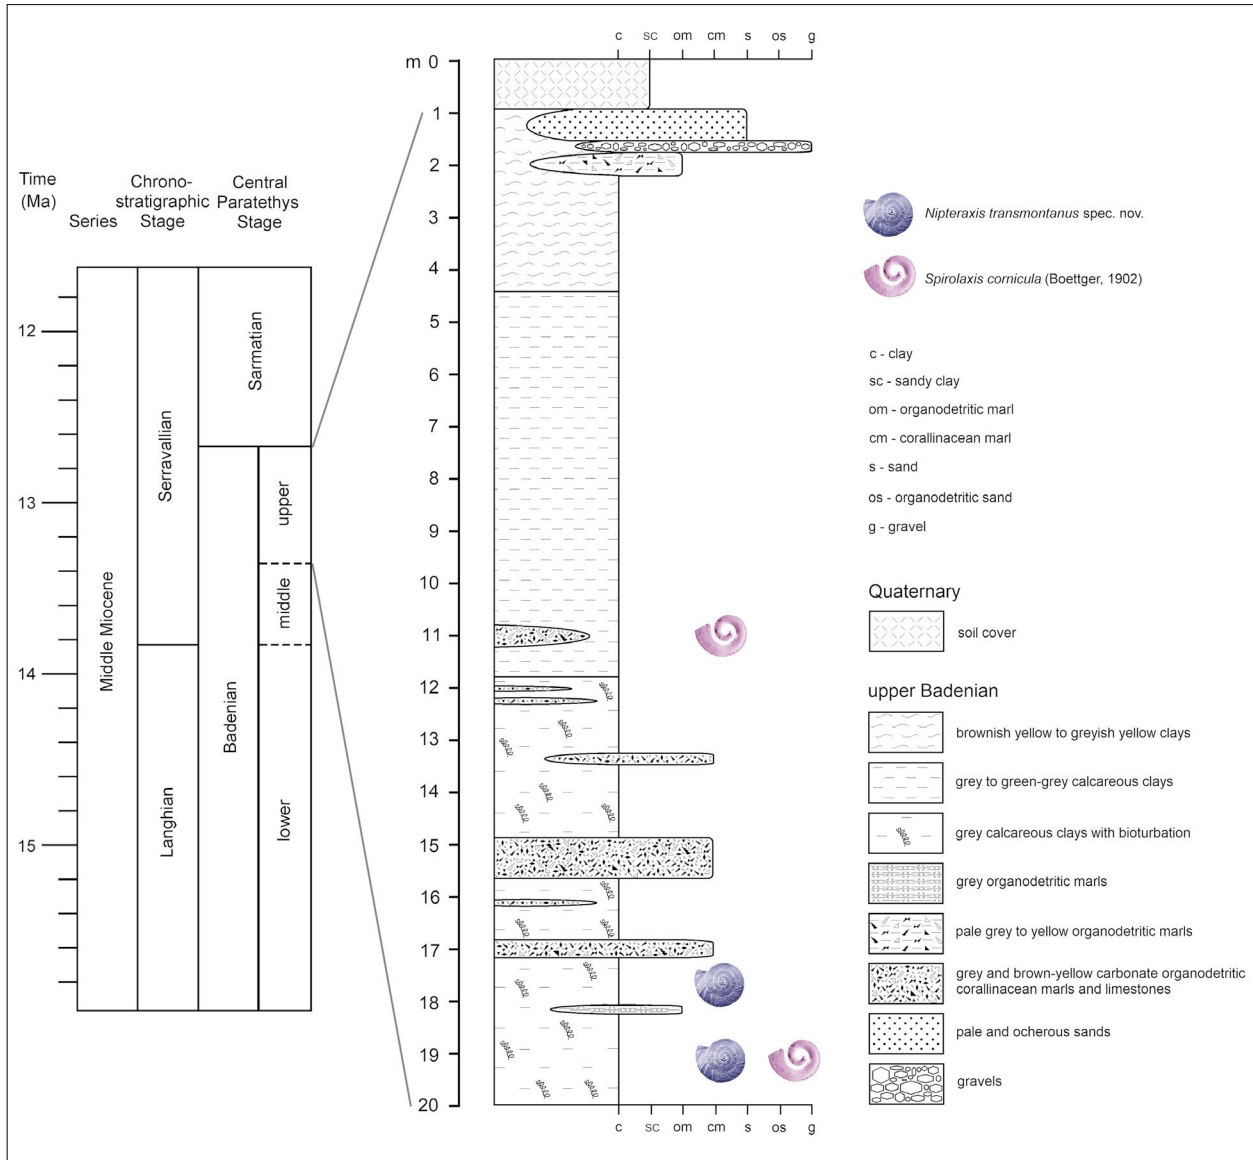 c sc om cm s os g
m 0
1
2
3
4
5
6
7
8
9
10
11
12
13
14
15
16
17
18
19
20
c sc om cm s os g
Time
(Ma)
Series
Chrono-
stratigraphic
Stage
Central
Paratethys
Stage
12
13
14
15
Middle Miocene
Serravallian
Langhian
Sarmatian
Badenian
upper
middle
lower
Nipteraxis transmontanus spec. nov.
Spirolaxis cornicula (Boettger, 1902)
c - clay
sc - sandy clay
om - organodetritic marl
cm - corallinacean marl
s - sand
os - organodetritic sand
g - gravel
Quaternary
soil cover
upper Badenian
brownish yellow to greyish yellow clays
grey to green-grey calcareous clays
grey calcareous clays with bioturbation
grey organodetritic marls
pale grey to yellow organodetritic marls
grey and brown-yellow carbonate organodetritic
corallinacean marls and limestones
pale and ocherous sands
gravels